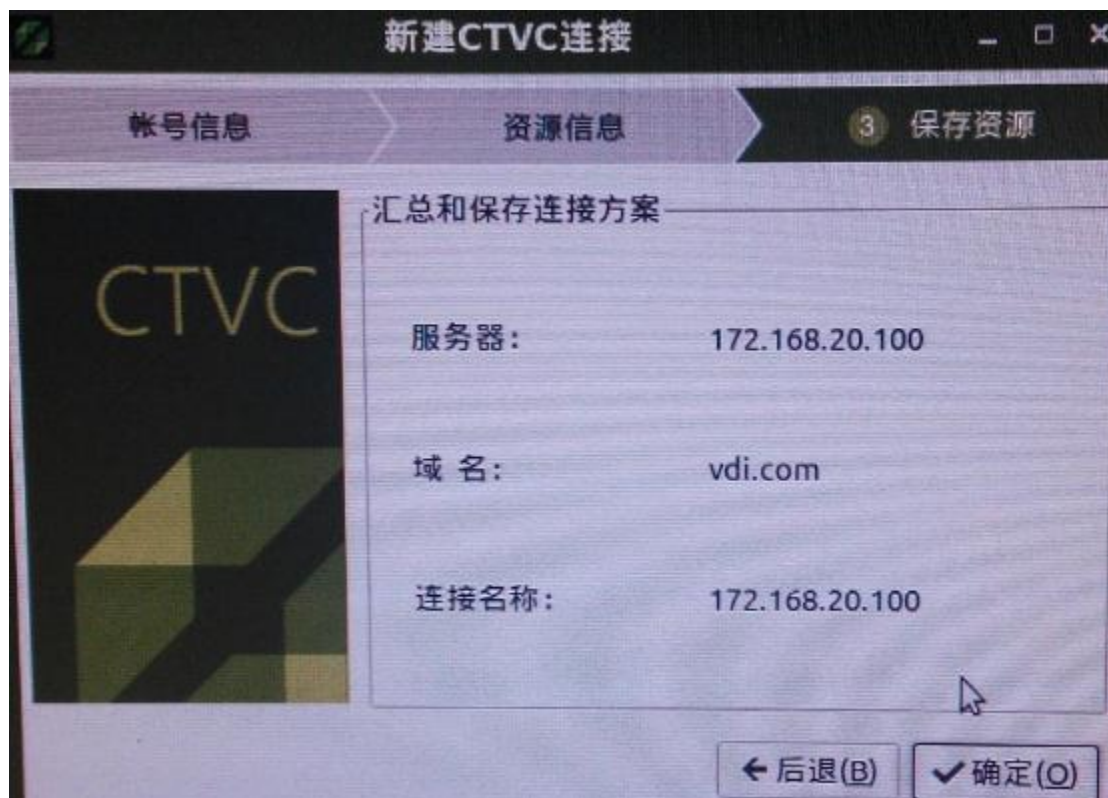 新建CTVC连接
帐号信息 资源信息 3 保存资源
汇总和保存连接方案
CTVC
服务器: 172.168.20.100
域 名: vdi.com
连接名称: 172.168.20.100
后退(B) 确定(O)